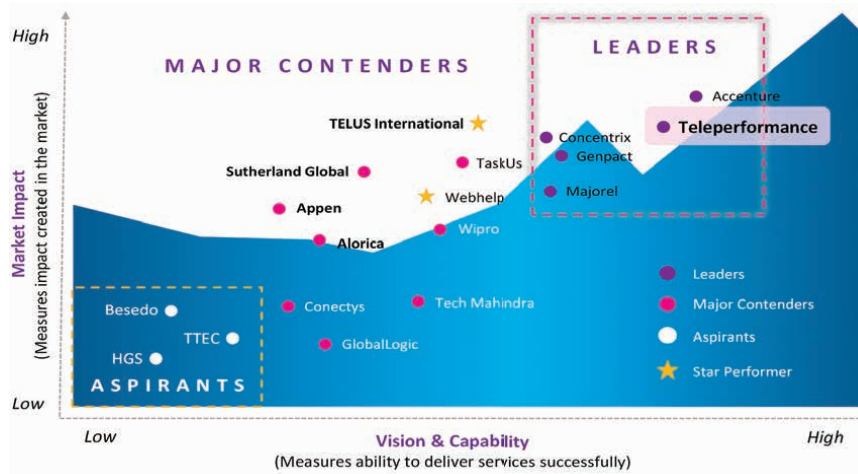 High
MAJOR CONTENDERS
LEADERS
Accenture
TELUS International
Teleperformance
Concentrix
Genpact
TaskUs
Sutherland Global
Majorel
Webhelp
Appen
Wipro
Alorica
Market Impact
(Measures impact created in the market)
Leaders
Major Contenders
Aspirants
Star Performer
Conectys
Tech Mahindra
GlobalLogic
Besedo
TTEC
HGS
ASPIRANTS
Low
Low
Vision & Capability
High
(Measures ability to deliver services successfully)